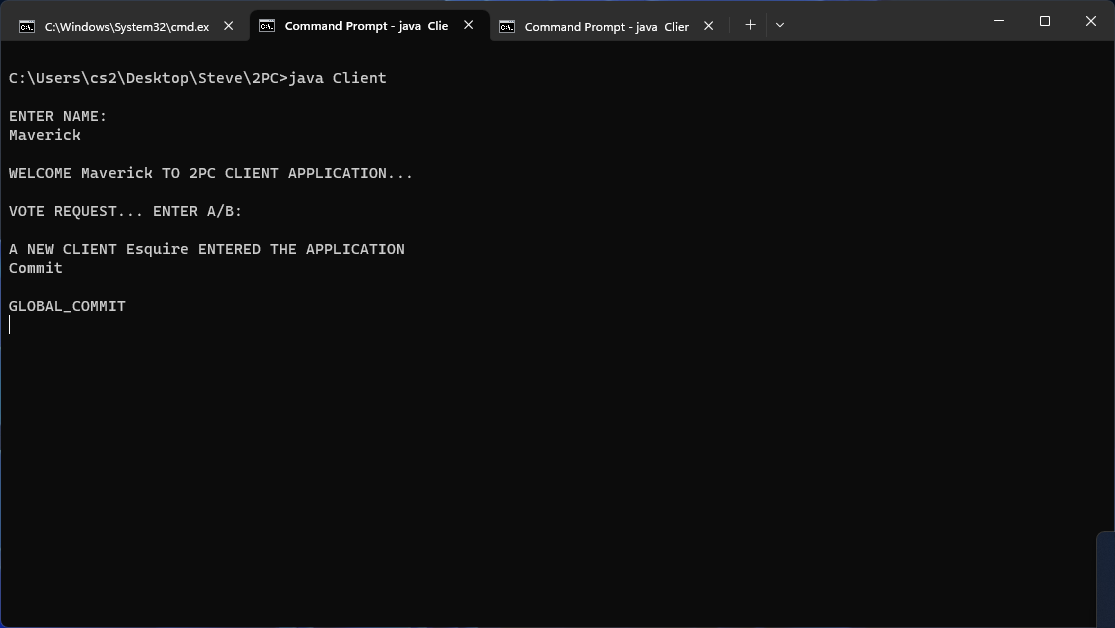 C:\Windows\System32\cmd.ex
Command Prompt - java Clie
Command Prompt - java Clier
C:\Users\cs2\Desktop\Steve\2PC>java Client
ENTER NAME:
Maverick
WELCOME Maverick TO 2PC CLIENT APPLICATION...
VOTE REQUEST... ENTER A/B:
A NEW CLIENT Esquire ENTERED THE APPLICATION
Commit
GLOBAL_COMMIT